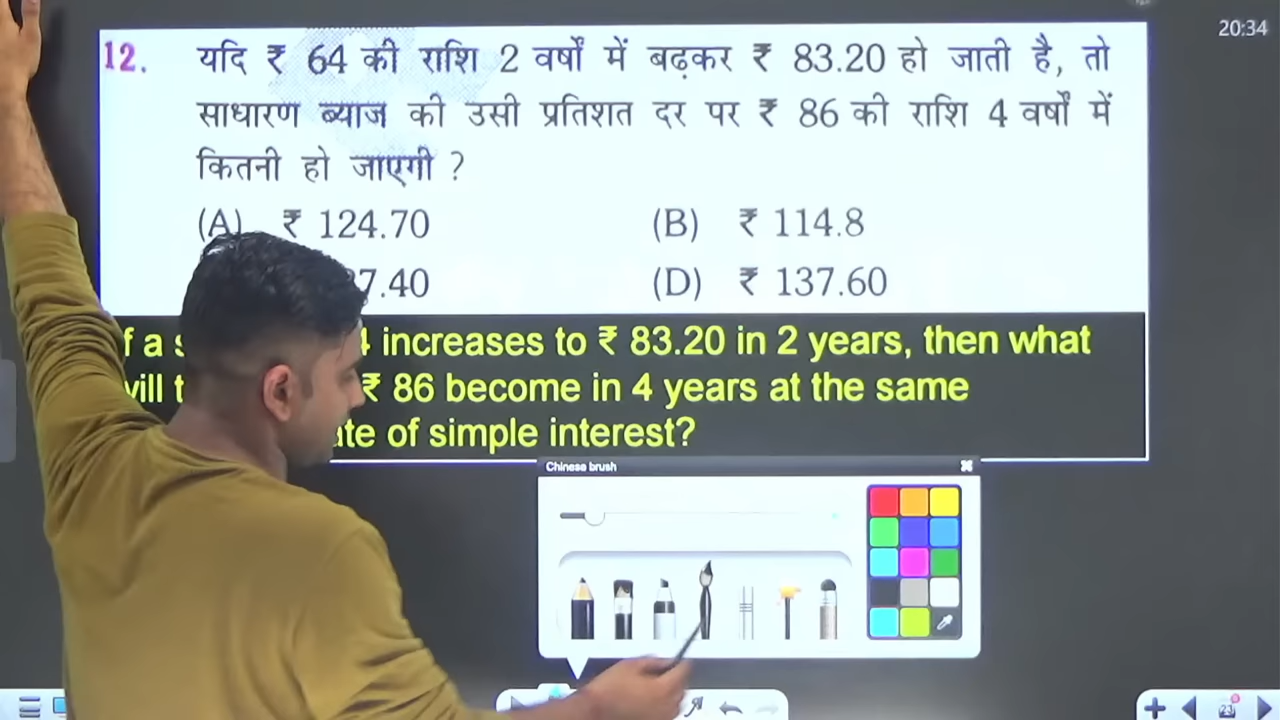 20:34
12. यदि ₹ 64 की राशि 2 वर्षों में बढ़कर ₹ 83.20 हो जाती है, तो
साधारण ब्याज की उसी प्रतिशत दर पर ₹ 86 की राशि 4 वर्षों में
कितनी हो जाएगी ?
(A) ₹ 124.70 (B) ₹ 114.8
7.40 (D) ₹ 137.60
f a 4 increases to ₹ 83.20 in 2 years, then what
will ₹ 86 become in 4 years at the same
of simple interest?
Chinese brush
23